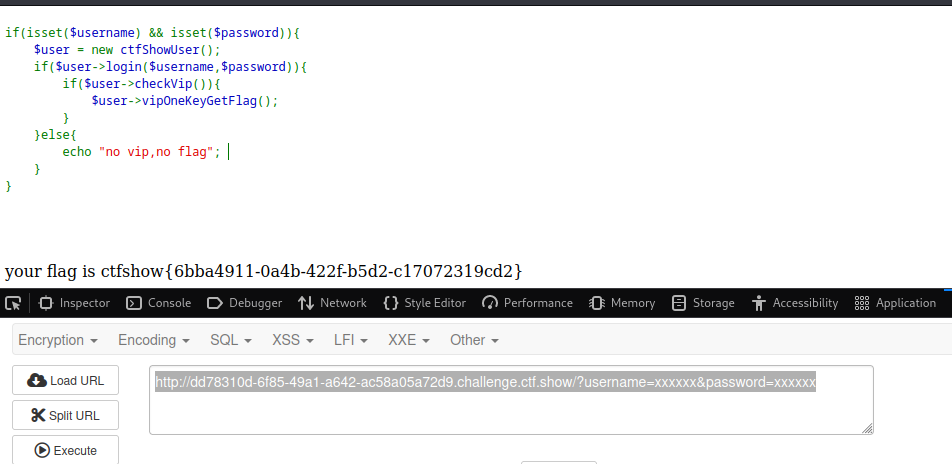 if(isset($username) && isset($password)){
    $user = new ctfShowUser();
    if($user->login($username,$password)){
        if($user->checkVip()){
            $user->vipOneKeyGetFlag();
        }
    }else{
        echo "no vip,no flag";
    }
}
your flag is ctfshow{6bba4911-0a4b-422f-b5d2-c17072319cd2}
Inspector Console Debugger Network Style Editor Performance Memory Storage Accessibility Application
Encryption Encoding SQL XSS LFI XXE Other
Load URL
http://dd78310d-6f85-49a1-a642-ac58a05a72d9.challenge.ctf.show/?username=xxxxxx&password=xxxxxx
Split URL
Execute